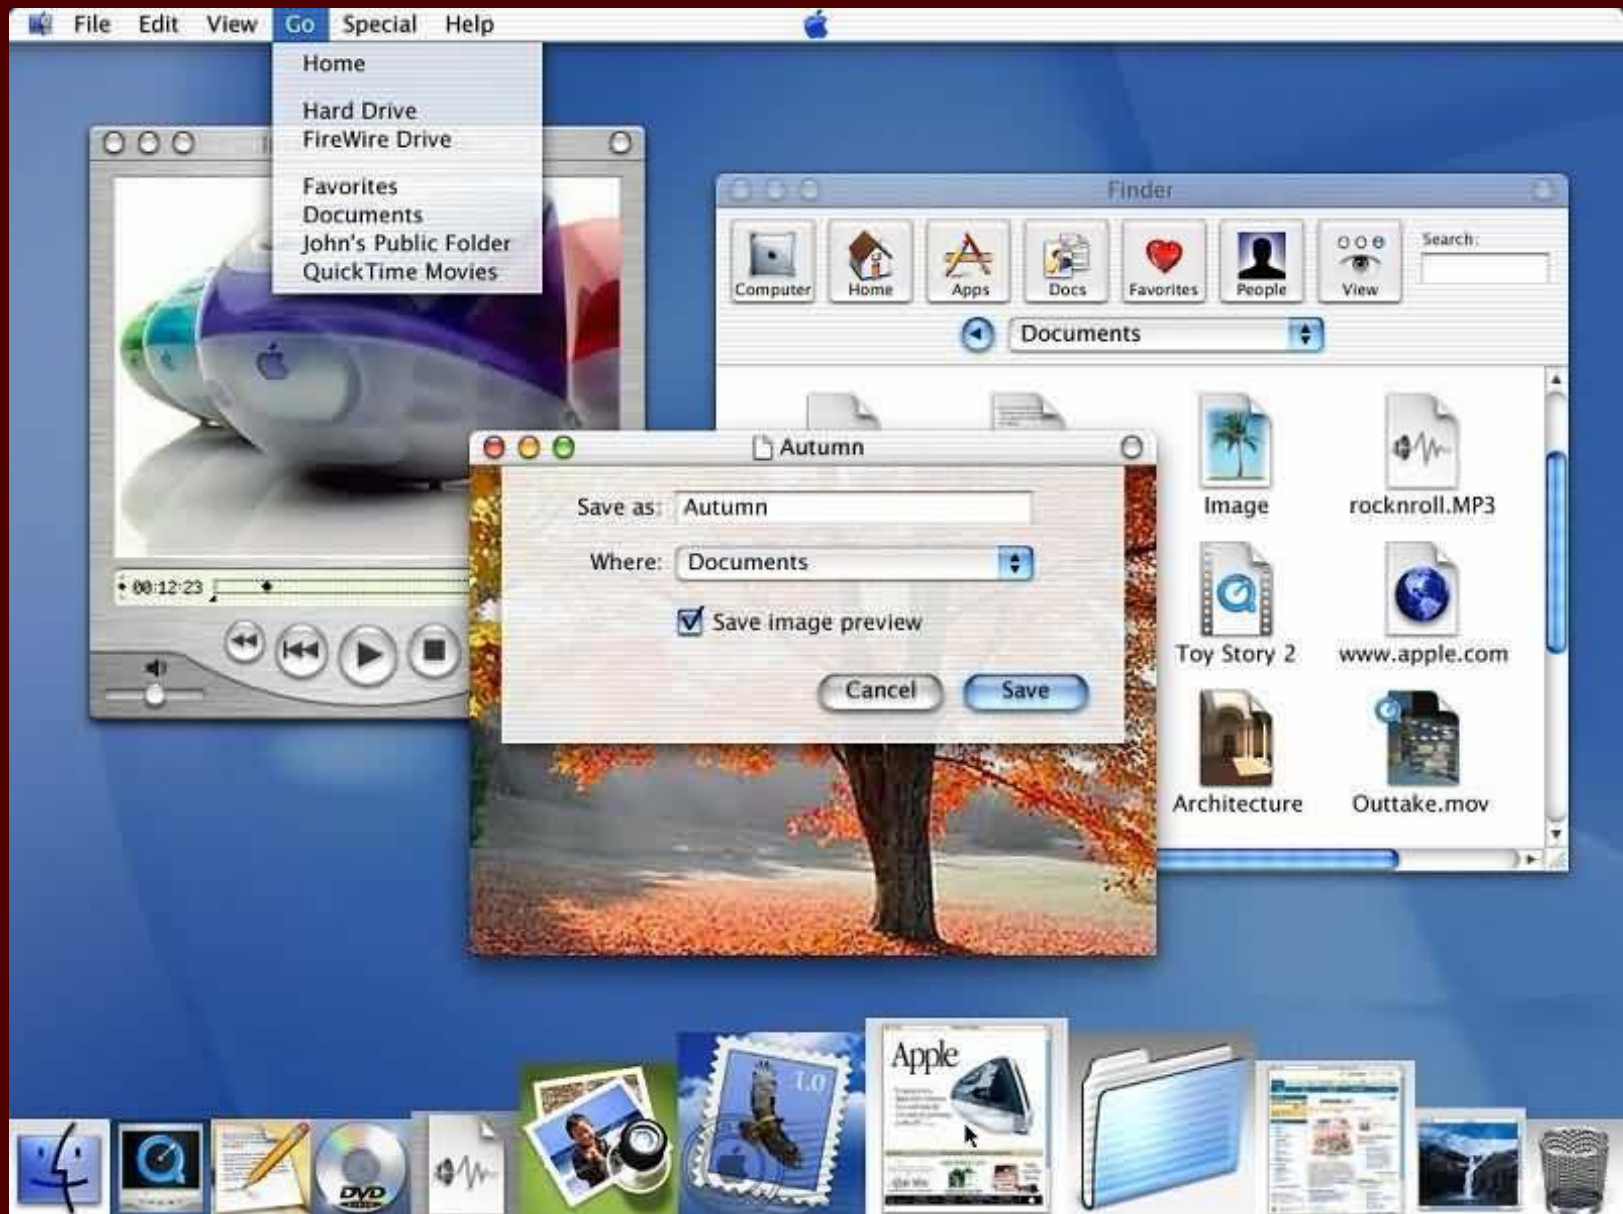 File Edit View Go Special Help
Home
Hard Drive
FireWire Drive
Favorites
Documents
John's Public Folder
QuickTime Movies
00:12:23
Finder
Computer
Home
Apps
Docs
Favorites
People
View
Search:
Documents
Image
rocknroll.MP3
Toy Story 2
www.apple.com
Architecture
Outtake.mov
Autumn
Save as: Autumn
Where: Documents
Save image preview
Cancel
Save
1.0
Apple
DVD